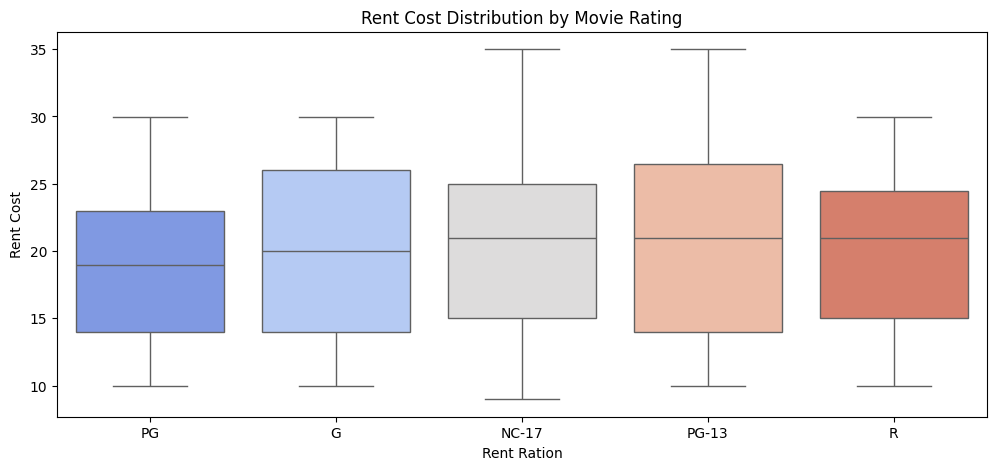 Rent Cost Distribution by Movie Rating
35
30
25
20
15
10
Rent Cost
PG
G
NC-17
PG-13
R
Rent Ration